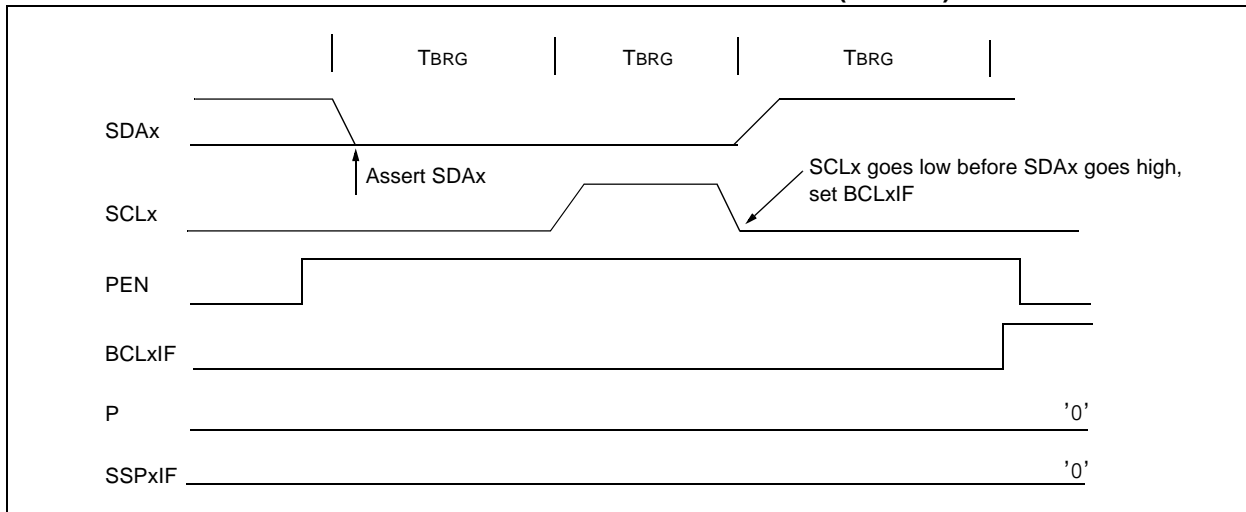 TBRG TBRG TBRG
SDAx
Assert SDAx
SCLx goes low before SDAx goes high,
set BCLxIF
SCLx
PEN
BCLxIF
P '0'
SSPxIF '0'